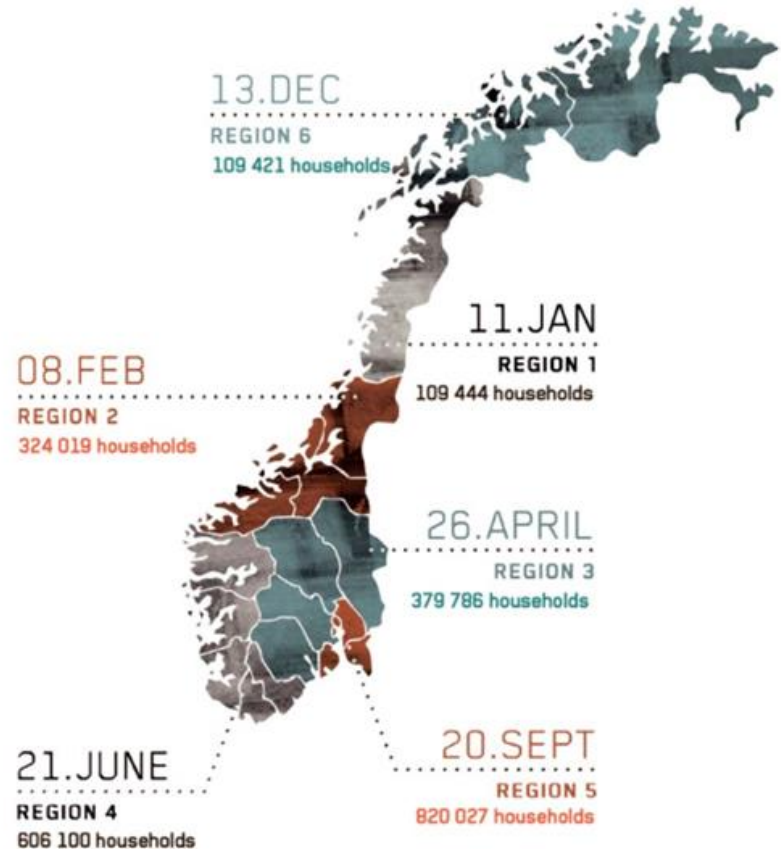 13.DEC
REGION 6
109 421 households
11.JAN
REGION 1
109 444 households
08.FEB
REGION 2
324 019 households
26.APRIL
REGION 3
379 786 households
21.JUNE
REGION 4
606 100 households
20.SEPT
REGION 5
820 027 households